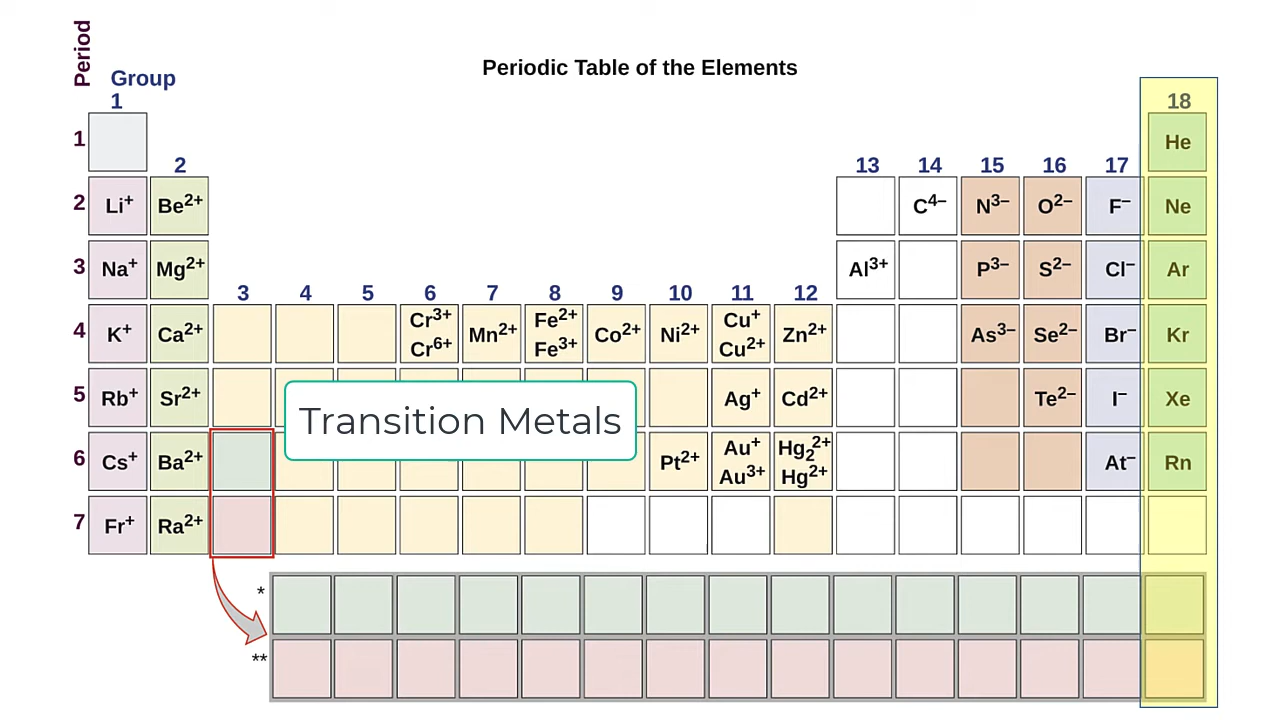 Period
Periodic Table of the Elements
Group
1 18
1 He
2 13 14 15 16 17
2 Li⁺ Be²⁺ C⁴⁻ N³⁻ O²⁻ F⁻ Ne
3 Na⁺ Mg²⁺ Al³⁺ P³⁻ S²⁻ Cl⁻ Ar
3 4 5 6 7 8 9 10 11 12
4 K⁺ Ca²⁺ Cr³⁺ Cr⁶⁺ Mn²⁺ Fe²⁺ Fe³⁺ Co²⁺ Ni²⁺ Cu⁺ Cu²⁺ Zn²⁺ As³⁻ Se²⁻ Br⁻ Kr
5 Rb⁺ Sr²⁺ Ag⁺ Cd²⁺ Te²⁻ I⁻ Xe
Transition Metals
6 Cs⁺ Ba²⁺ Pt²⁺ Au⁺ Au³⁺ Hg₂²⁺ Hg²⁺ At⁻ Rn
7 Fr⁺ Ra²⁺
*
**